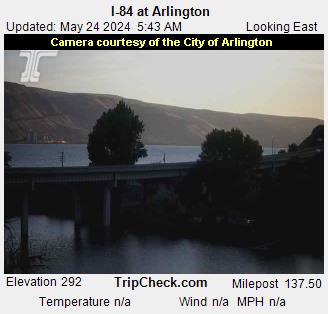 I-84 at Arlington
Updated: May 24 2024 5:43 AM Looking East
Camera courtesy of the City of Arlington
Elevation 292 TripCheck.com Milepost 137.50
Temperature n/a Wind n/a MPH n/a